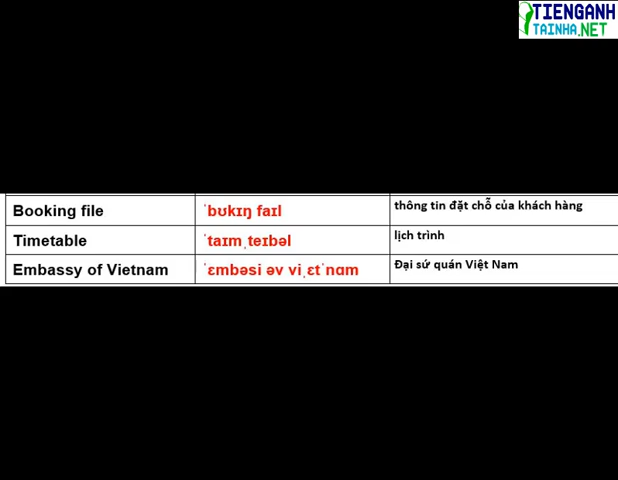 TIENGANH
TAINHA.NET
Booking file ˈbʊkɪŋ faɪl thông tin đặt chỗ của khách hàng
Timetable ˈtaɪmˌteɪbəl lịch trình
Embassy of Vietnam ˈɛmbəsi əv viˌɛtˈnɑm Đại sứ quán Việt Nam